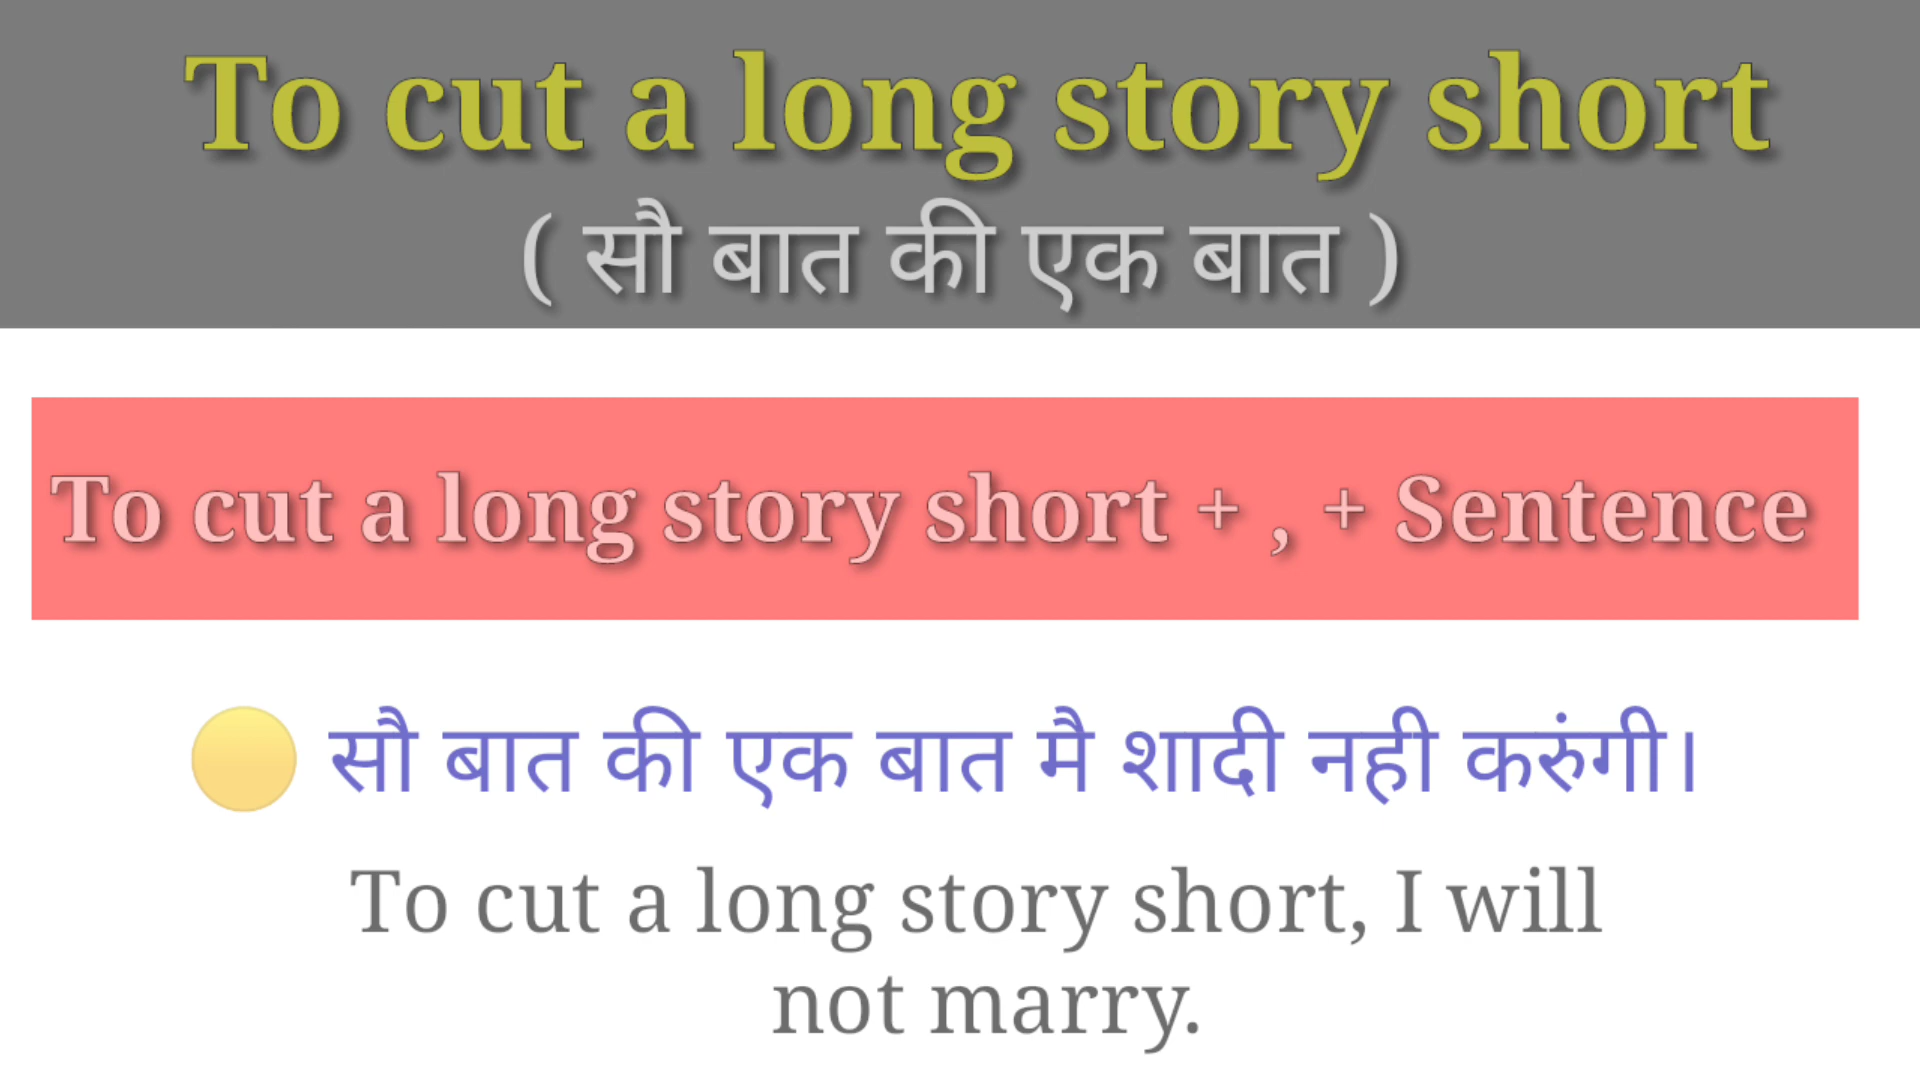 To cut a long story short
( सौ बात की एक बात )
To cut a long story short + , + Sentence
सौ बात की एक बात मै शादी नही करुंगी।
To cut a long story short, I will
not marry.